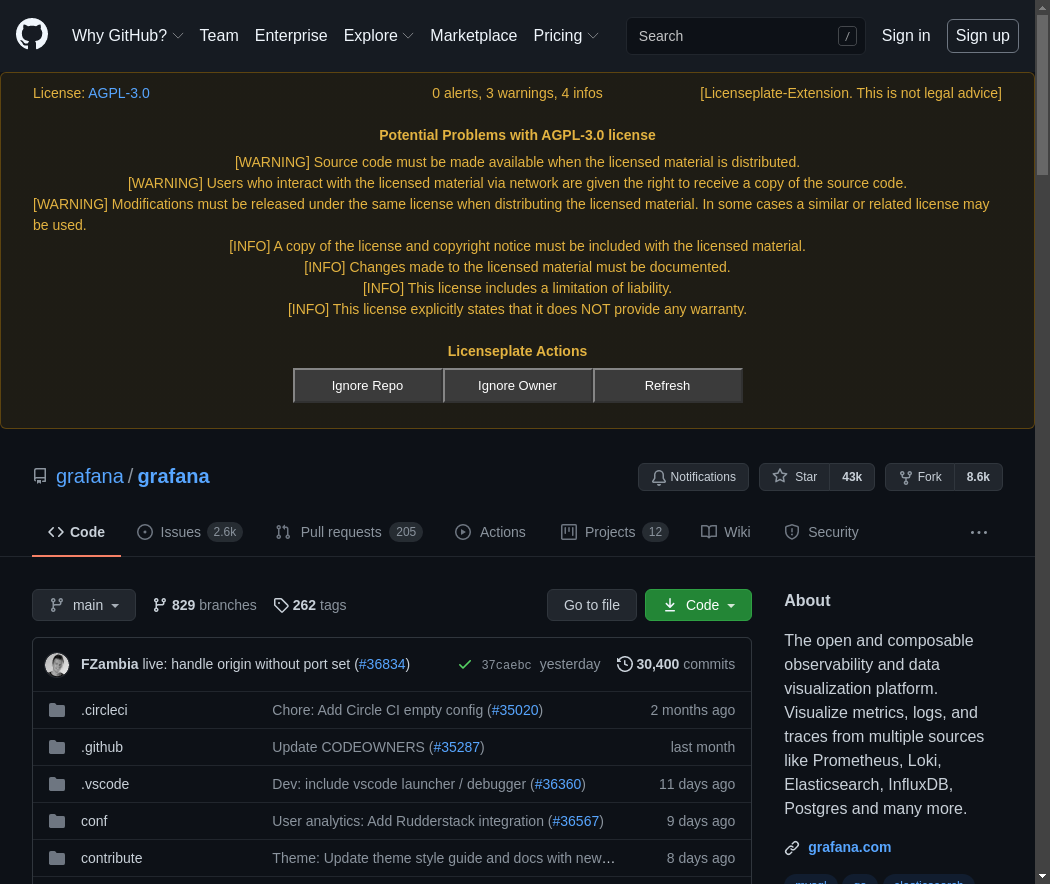 Why GitHub? Team Enterprise Explore Marketplace Pricing Search / Sign in Sign up
License: AGPL-3.0 0 alerts, 3 warnings, 4 infos [Licenseplate-Extension. This is not legal advice]
Potential Problems with AGPL-3.0 license
[WARNING] Source code must be made available when the licensed material is distributed.
[WARNING] Users who interact with the licensed material via network are given the right to receive a copy of the source code.
[WARNING] Modifications must be released under the same license when distributing the licensed material. In some cases a similar or related license may
be used.
[INFO] A copy of the license and copyright notice must be included with the licensed material.
[INFO] Changes made to the licensed material must be documented.
[INFO] This license includes a limitation of liability.
[INFO] This license explicitly states that it does NOT provide any warranty.
Licenseplate Actions
Ignore Repo Ignore Owner Refresh
grafana / grafana Notifications Star 43k Fork 8.6k
Code Issues 2.6k Pull requests 205 Actions Projects 12 Wiki Security ...
main 829 branches 262 tags Go to file Code
FZambia live: handle origin without port set (#36834) 37caebc yesterday 30,400 commits
.circleci Chore: Add Circle CI empty config (#35020) 2 months ago
.github Update CODEOWNERS (#35287) last month
.vscode Dev: include vscode launcher / debugger (#36360) 11 days ago
conf User analytics: Add Rudderstack integration (#36567) 9 days ago
contribute Theme: Update theme style guide and docs with new… 8 days ago
About
The open and composable
observability and data
visualization platform.
Visualize metrics, logs, and
traces from multiple sources
like Prometheus, Loki,
Elasticsearch, InfluxDB,
Postgres and many more.
grafana.com
mysql go elasticsearch